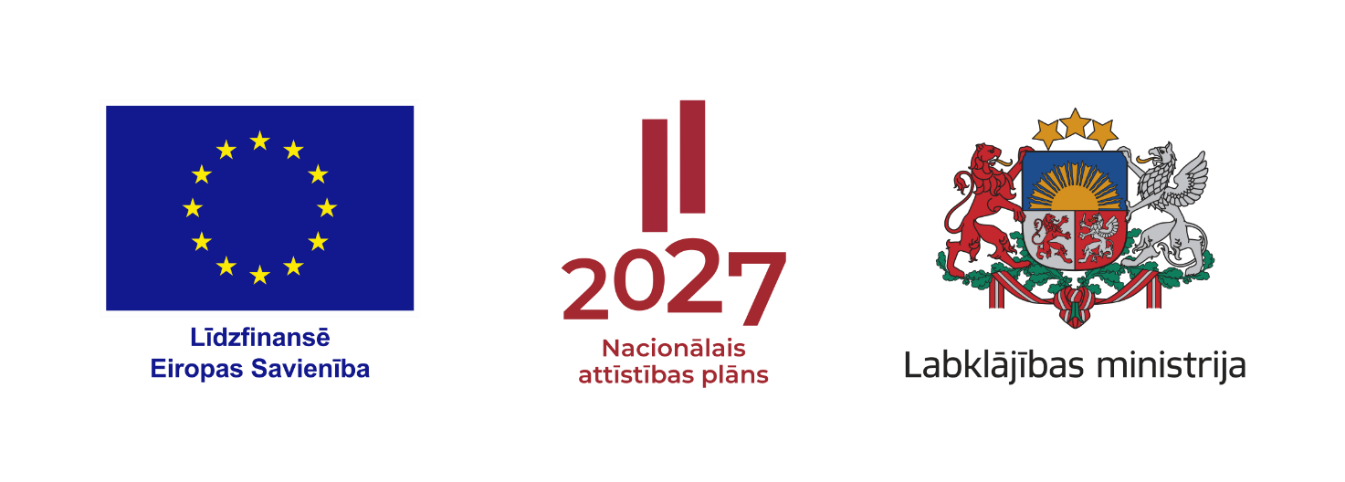 Līdzfinansē
Eiropas Savienība
2027
Nacionālais
attīstības plāns
Labklājības ministrija